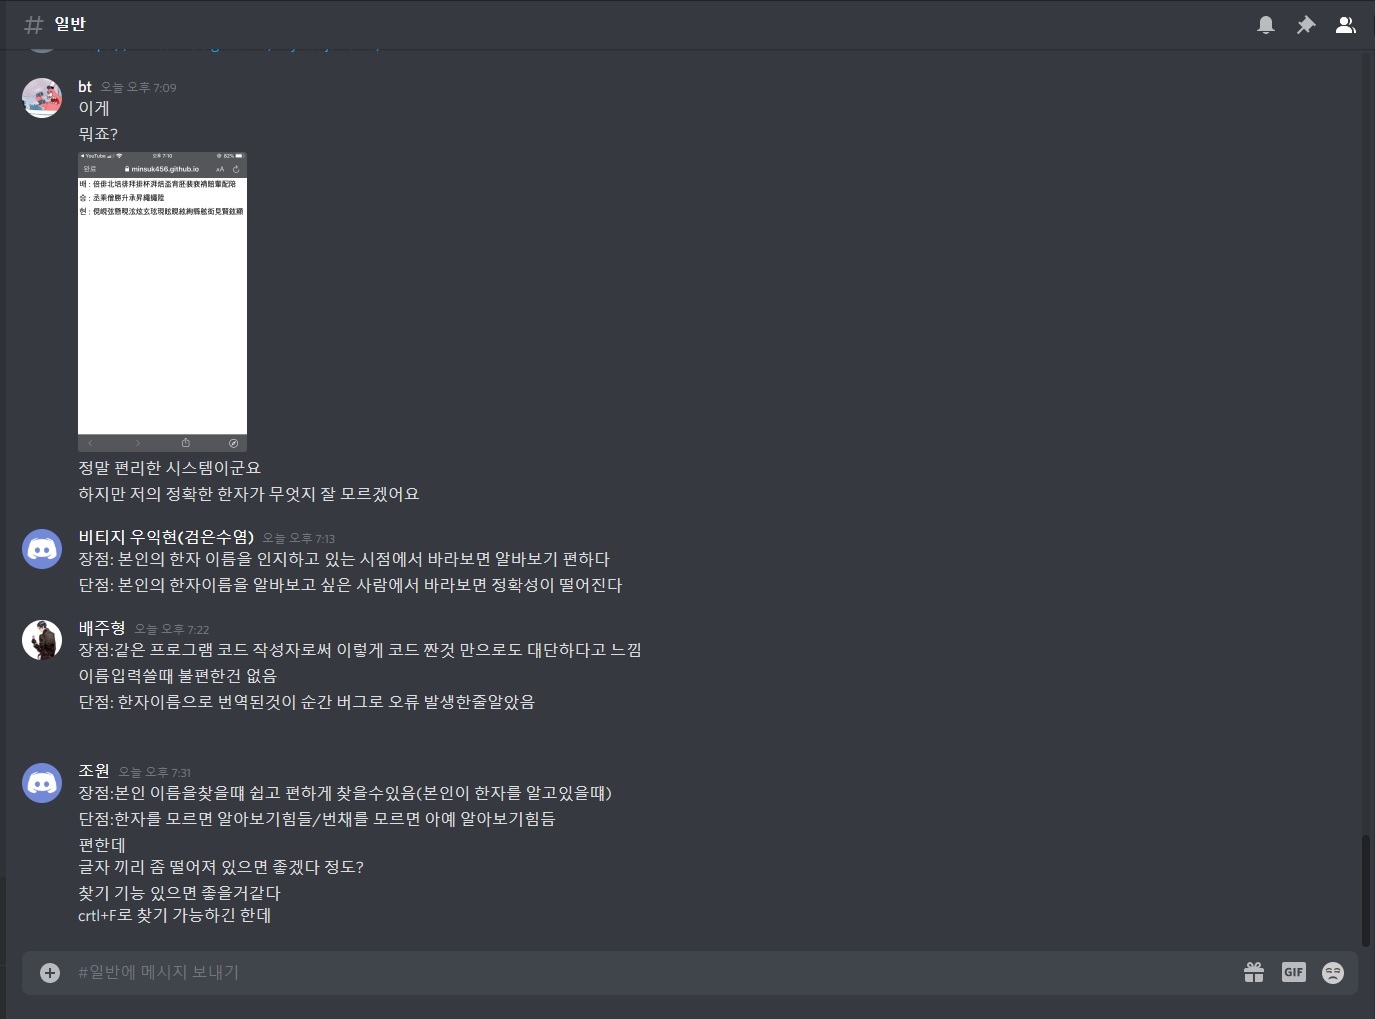 # 일반
bt 오늘 오후 7:09
이게
뭐죠?
YouTube 오후 7:10 82%
완료 minsuk456.github.io AA
배 :
승 : 丞乘僧勝升承昇繩蠅陞
현 :
정말 편리한 시스템이군요
하지만 저의 정확한 한자가 무엇지 잘 모르겠어요
비티지 우익현(검은수염) 오늘 오후 7:13
장점: 본인의 한자 이름을 인지하고 있는 시점에서 바라보면 알바보기 편하다
단점: 본인의 한자이름을 알바보고 싶은 사람에서 바라보면 정확성이 떨어진다
배주형 오늘 오후 7:22
장점:같은 프로그램 코드 작성자로써 이렇게 코드 짠것 만으로도 대단하다고 느낌
이름입력쓸때 불편한건 없음
단점: 한자이름으로 번역된것이 순간 버그로 오류 발생한줄알았음
조원 오늘 오후 7:31
장점:본인 이름을찾을떄 쉽고 편하게 찾을수있음(본인이 한자를 알고있을떄)
단점:한자를 모르면 알아보기힘들/번채를 모르면 아예 알아보기힘듬
편한데
글자 끼리 좀 떨어져 있으면 좋겠다 정도?
찾기 기능 있으면 좋을거같다
crtl+F로 찾기 가능하긴 한데
#일반에 메시지 보내기
GIF